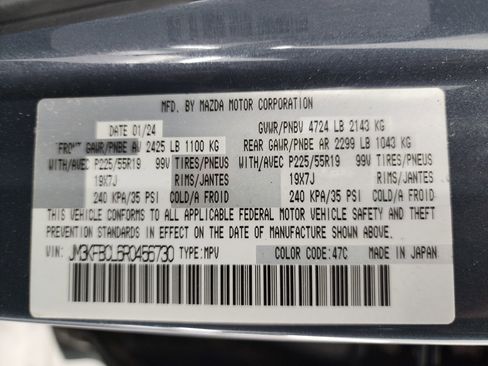 MFD. BY MAZDA MOTOR CORPORATION
DATE 01/24 GVWR/PNBV 4724 LB 2143 KG
FRONT GAWR/PNBE AV 2425 LB 1100 KG REAR GAWR/PNBE AR 2299 LB 1043 KG
WITH/AVEC P225/55R19 99V TIRES/PNEUS WITH/AVEC P225/55R19 99V TIRES/PNEUS
19X7J RIMS/JANTES 19X7J RIMS/JANTES
240 KPA/35 PSI COLD/A FROID 240 KPA/35 PSI COLD/A FROID
THIS VEHICLE CONFORMS TO ALL APPLICABLE FEDERAL MOTOR VEHICLE SAFETY, AND THEFT
PREVENTION STANDARDS IN EFFECT ON THE DATE OF MANUFACTURE SHOWN ABOVE.
VIN: JM3KFBCL6R0456730 TYPE:MPV COLOR CODE:47C MADE IN JAPAN